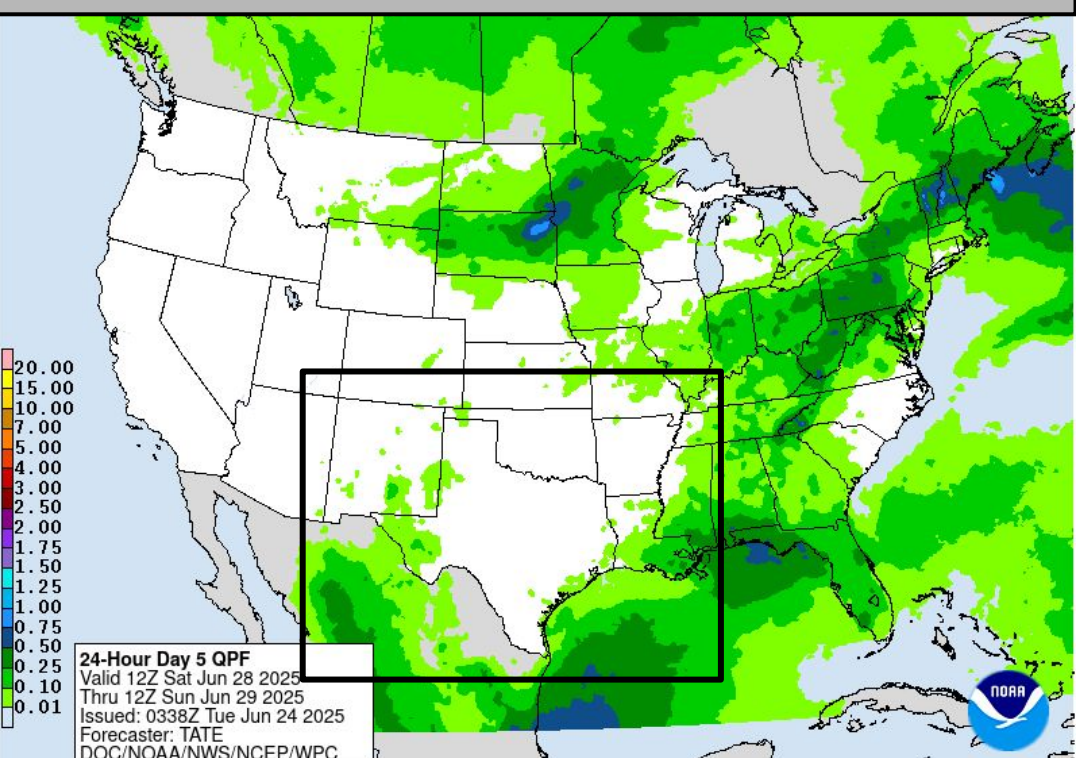 20.00
15.00
10.00
7.00
5.00
4.00
3.00
2.50
2.00
1.75
1.50
1.25
1.00
0.75
0.50
0.25
0.10
0.01
24-Hour Day 5 QPF
Valid 12Z Sat Jun 28 2025
Thru 12Z Sun Jun 29 2025
Issued: 0338Z Tue Jun 24 2025
Forecaster: TATE
DOC/NOAA/NWS/NCEP/WPC
NOAA